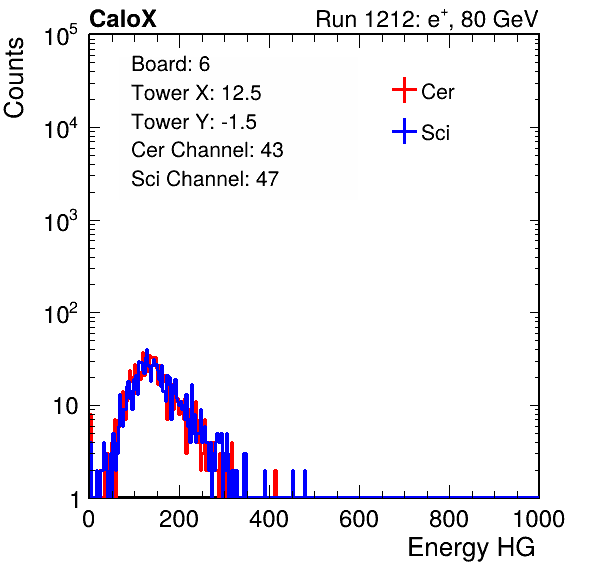 CaloX Run 1212: e⁺, 80 GeV
Counts
10⁵
10⁴
10³
10²
10
1
Board: 6
Tower X: 12.5
Tower Y: -1.5
Cer Channel: 43
Sci Channel: 47
Cer
Sci
0 200 400 600 800 1000
Energy HG